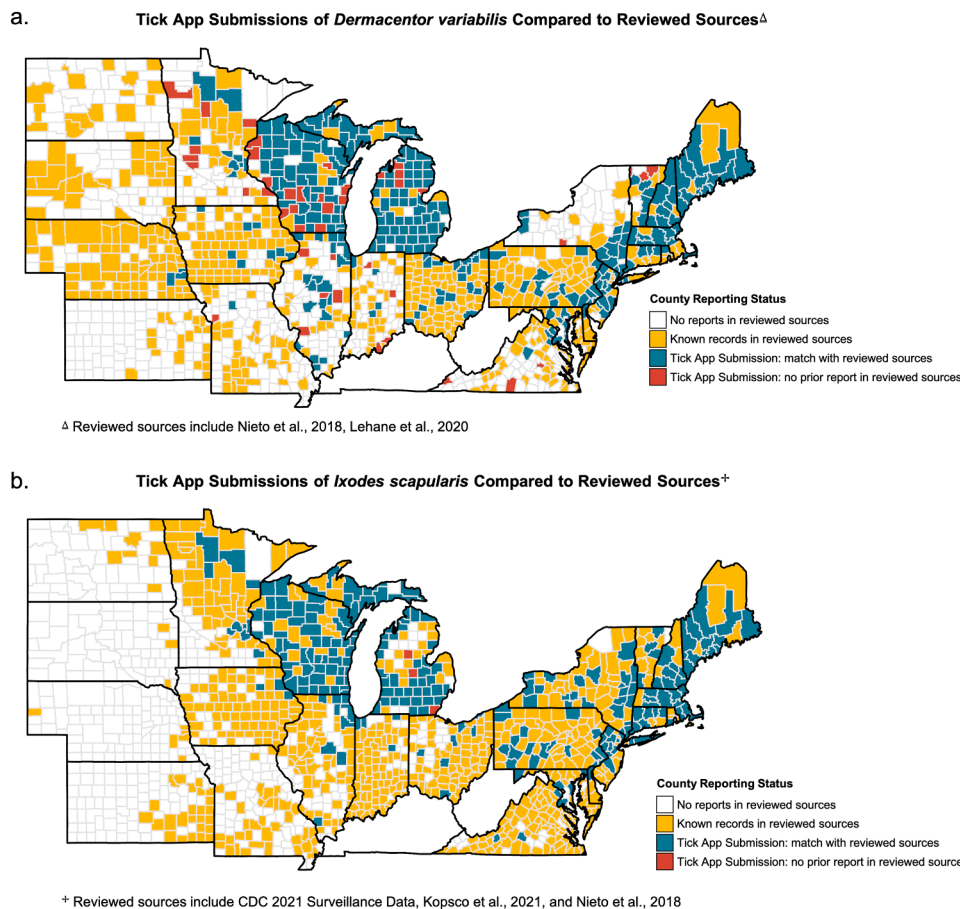 a.
Tick App Submissions of Dermacentor variabilis Compared to Reviewed Sources△
County Reporting Status
No reports in reviewed sources
Known records in reviewed sources
Tick App Submission: match with reviewed sources
Tick App Submission: no prior report in reviewed sources
△ Reviewed sources include Nieto et al., 2018, Lehane et al., 2020
b.
Tick App Submissions of Ixodes scapularis Compared to Reviewed Sources÷
County Reporting Status
No reports in reviewed sources
Known records in reviewed sources
Tick App Submission: match with reviewed sources
Tick App Submission: no prior report in reviewed source
÷ Reviewed sources include CDC 2021 Surveillance Data, Kopsco et al., 2021, and Nieto et al., 2018